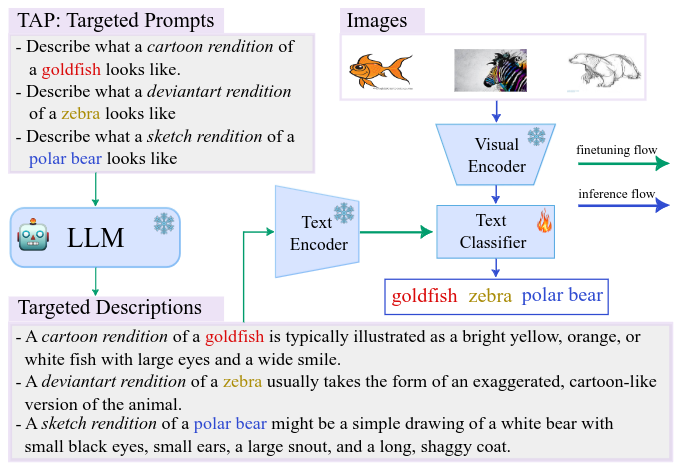 TAP: Targeted Prompts
- Describe what a cartoon rendition of
a goldfish looks like.
- Describe what a deviantart rendition
of a zebra looks like
- Describe what a sketch rendition of a
polar bear looks like
Images
Visual
Encoder
finetuning flow
inference flow
LLM
Text
Encoder
Text
Classifier
goldfish zebra polar bear
Targeted Descriptions
- A cartoon rendition of a goldfish is typically illustrated as a bright yellow, orange, or
white fish with large eyes and a wide smile.
- A deviantart rendition of a zebra usually takes the form of an exaggerated, cartoon-like
version of the animal.
- A sketch rendition of a polar bear might be a simple drawing of a white bear with
small black eyes, small ears, a large snout, and a long, shaggy coat.